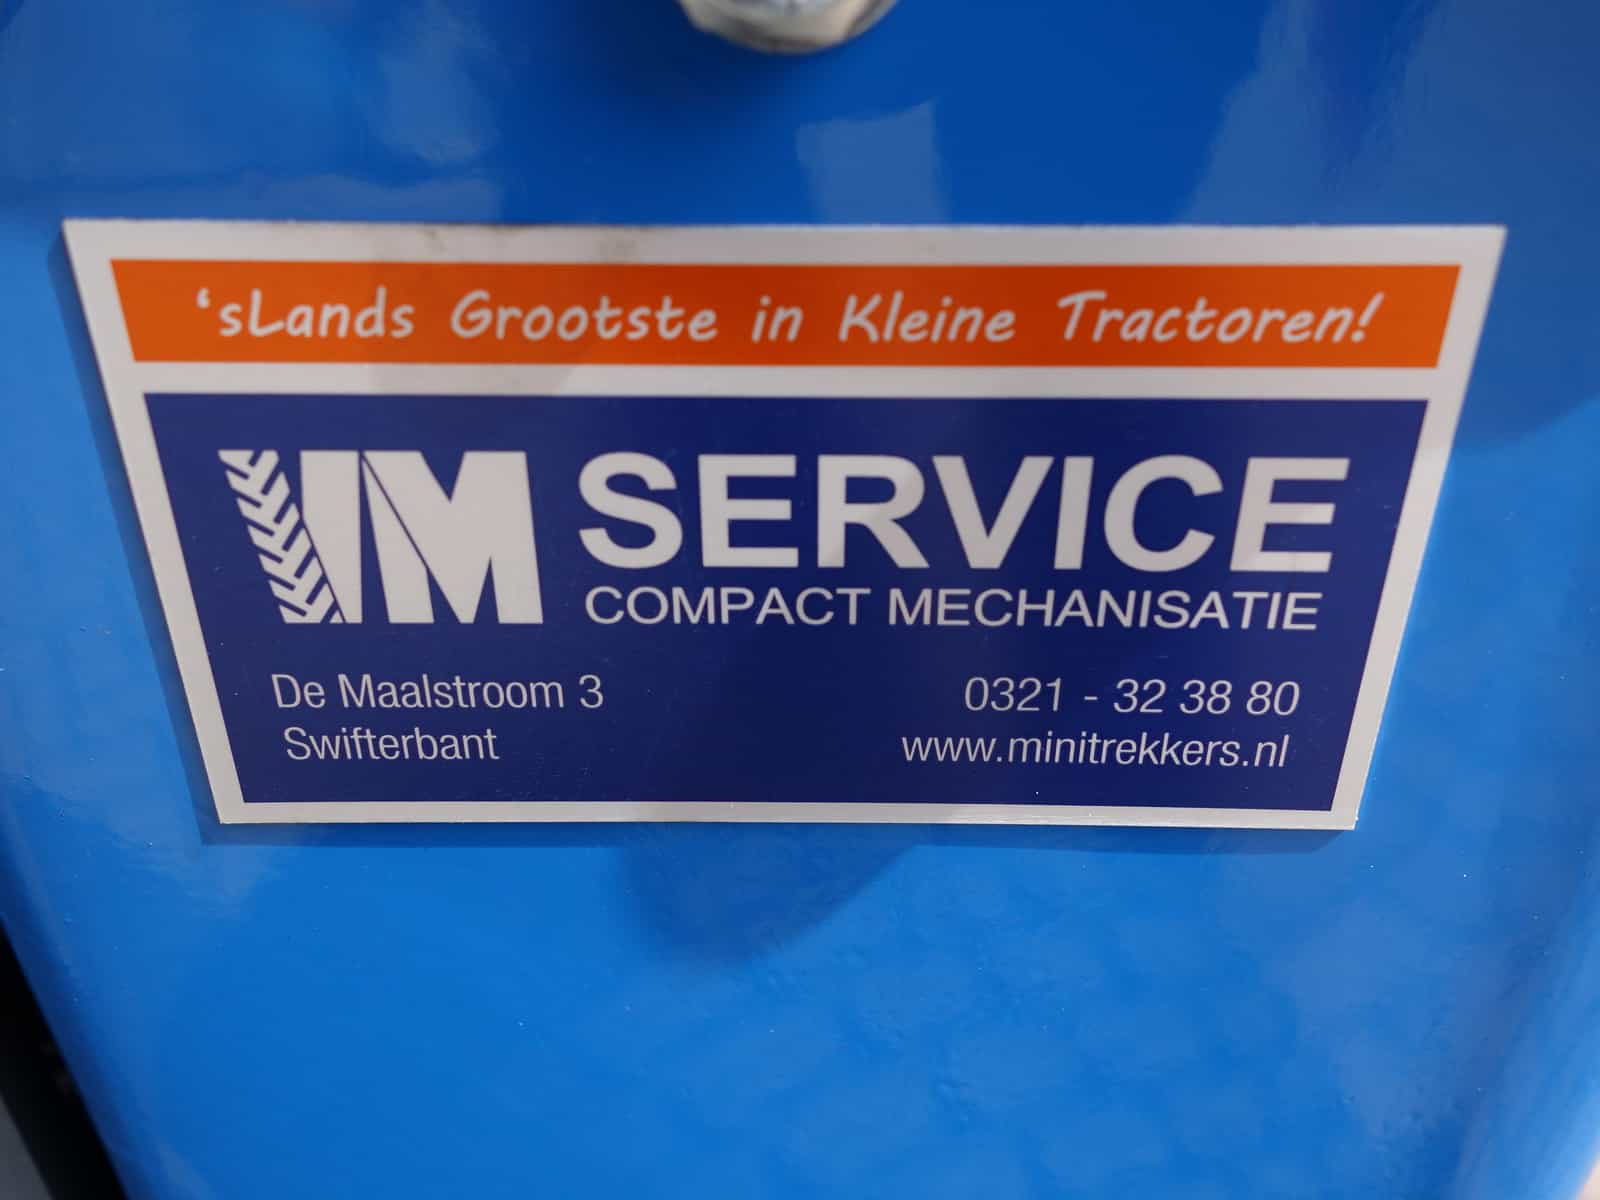 ‘sLands Grootste in Kleine Tractoren!
VM SERVICE
COMPACT MECHANISATIE
De Maalstroom 3
Swifterbant
0321 - 32 38 80
www.minitrekkers.nl